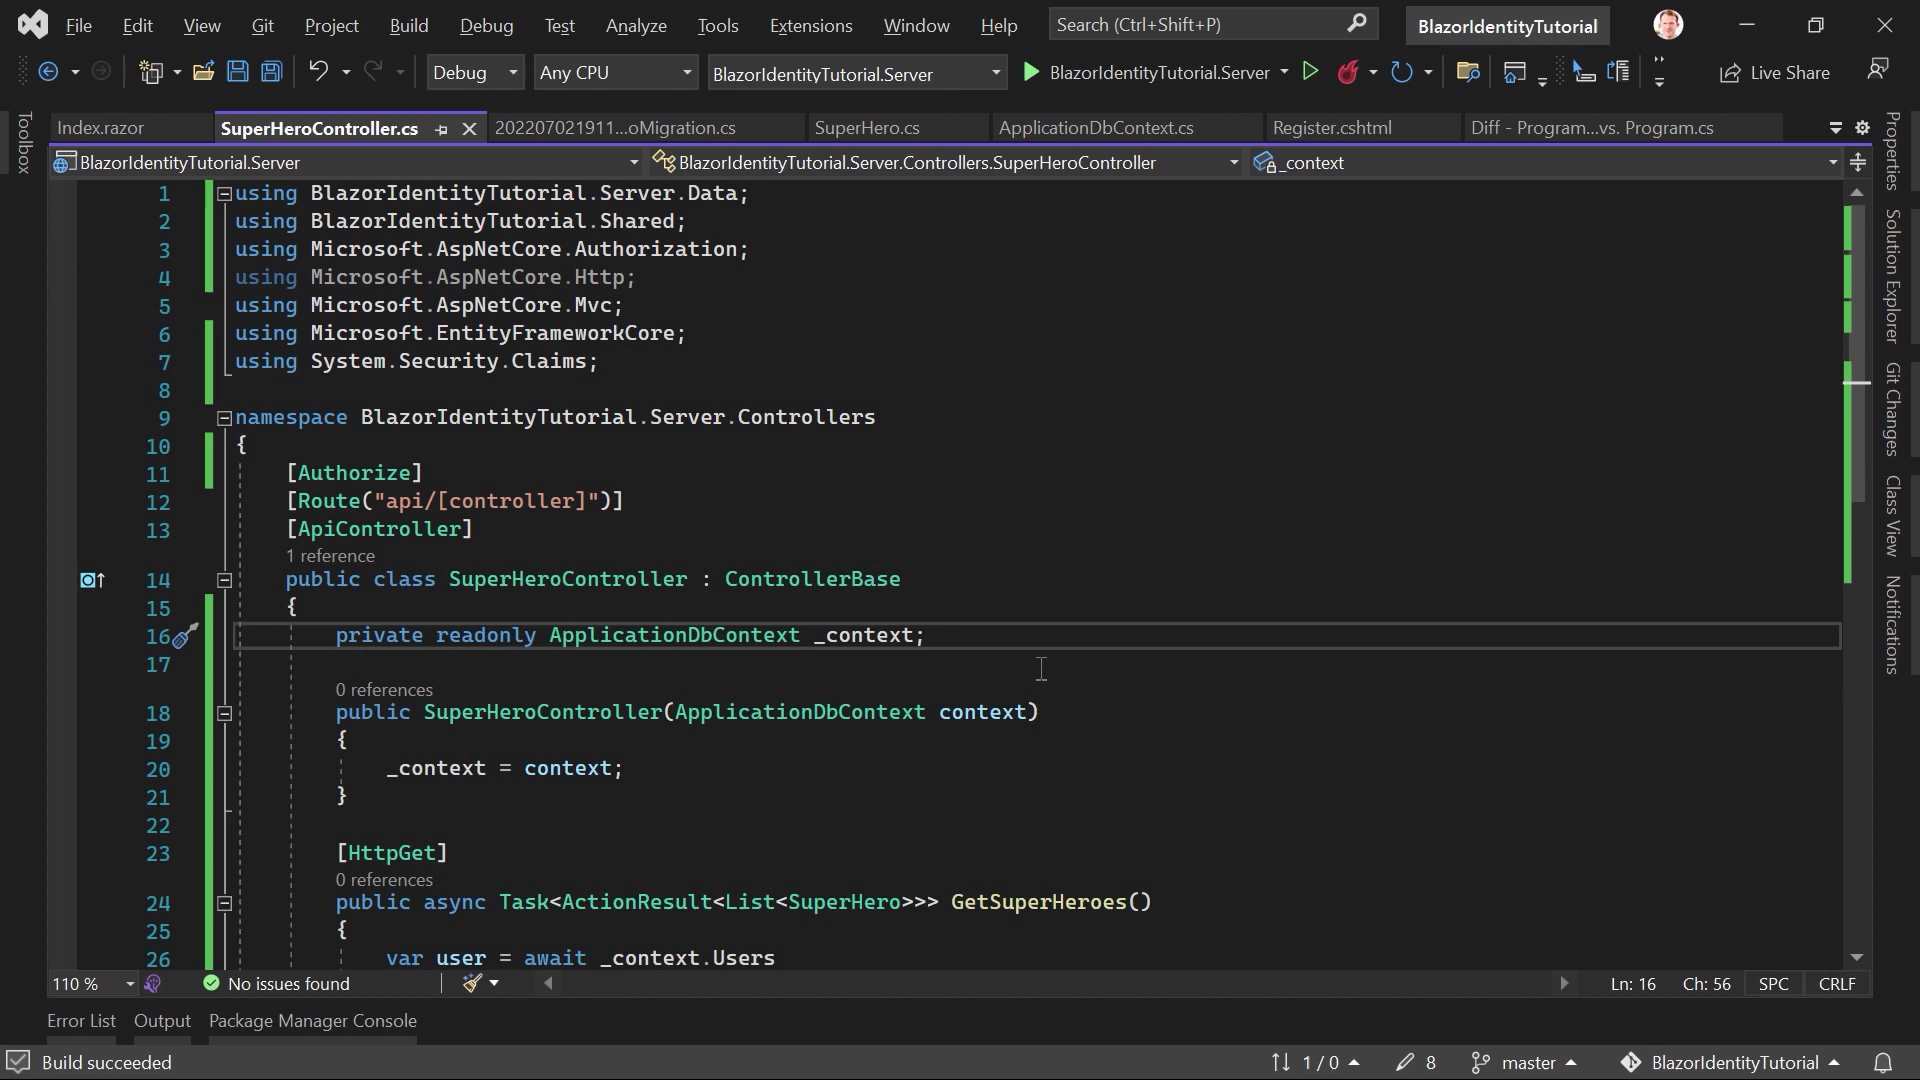 File Edit View Git Project Build Debug Test Analyze Tools Extensions Window Help Search (Ctrl+Shift+P) BlazorIdentityTutorial
Debug Any CPU BlazorIdentityTutorial.Server BlazorIdentityTutorial.Server Live Share
Toolbox
Index.razor SuperHeroController.cs 202207021911...oMigration.cs SuperHero.cs ApplicationDbContext.cs Register.cshtml Diff - Program...vs. Program.cs
BlazorIdentityTutorial.Server BlazorIdentityTutorial.Server.Controllers.SuperHeroController _context
1 using BlazorIdentityTutorial.Server.Data;
2 using BlazorIdentityTutorial.Shared;
3 using Microsoft.AspNetCore.Authorization;
4 using Microsoft.AspNetCore.Http;
5 using Microsoft.AspNetCore.Mvc;
6 using Microsoft.EntityFrameworkCore;
7 using System.Security.Claims;
8
9 namespace BlazorIdentityTutorial.Server.Controllers
10 {
11 [Authorize]
12 [Route("api/[controller]")]
13 [ApiController]
1 reference
14 public class SuperHeroController : ControllerBase
15 {
16 private readonly ApplicationDbContext _context;
17
0 references
18 public SuperHeroController(ApplicationDbContext context)
19 {
20 _context = context;
21 }
22
23 [HttpGet]
0 references
24 public async Task<ActionResult<List<SuperHero>>> GetSuperHeroes()
25 {
26 var user = await _context.Users
Properties
Solution Explorer
Git Changes
Class View
Notifications
110 % No issues found Ln: 16 Ch: 56 SPC CRLF
Error List Output Package Manager Console
Build succeeded 1 / 0 8 master BlazorIdentityTutorial